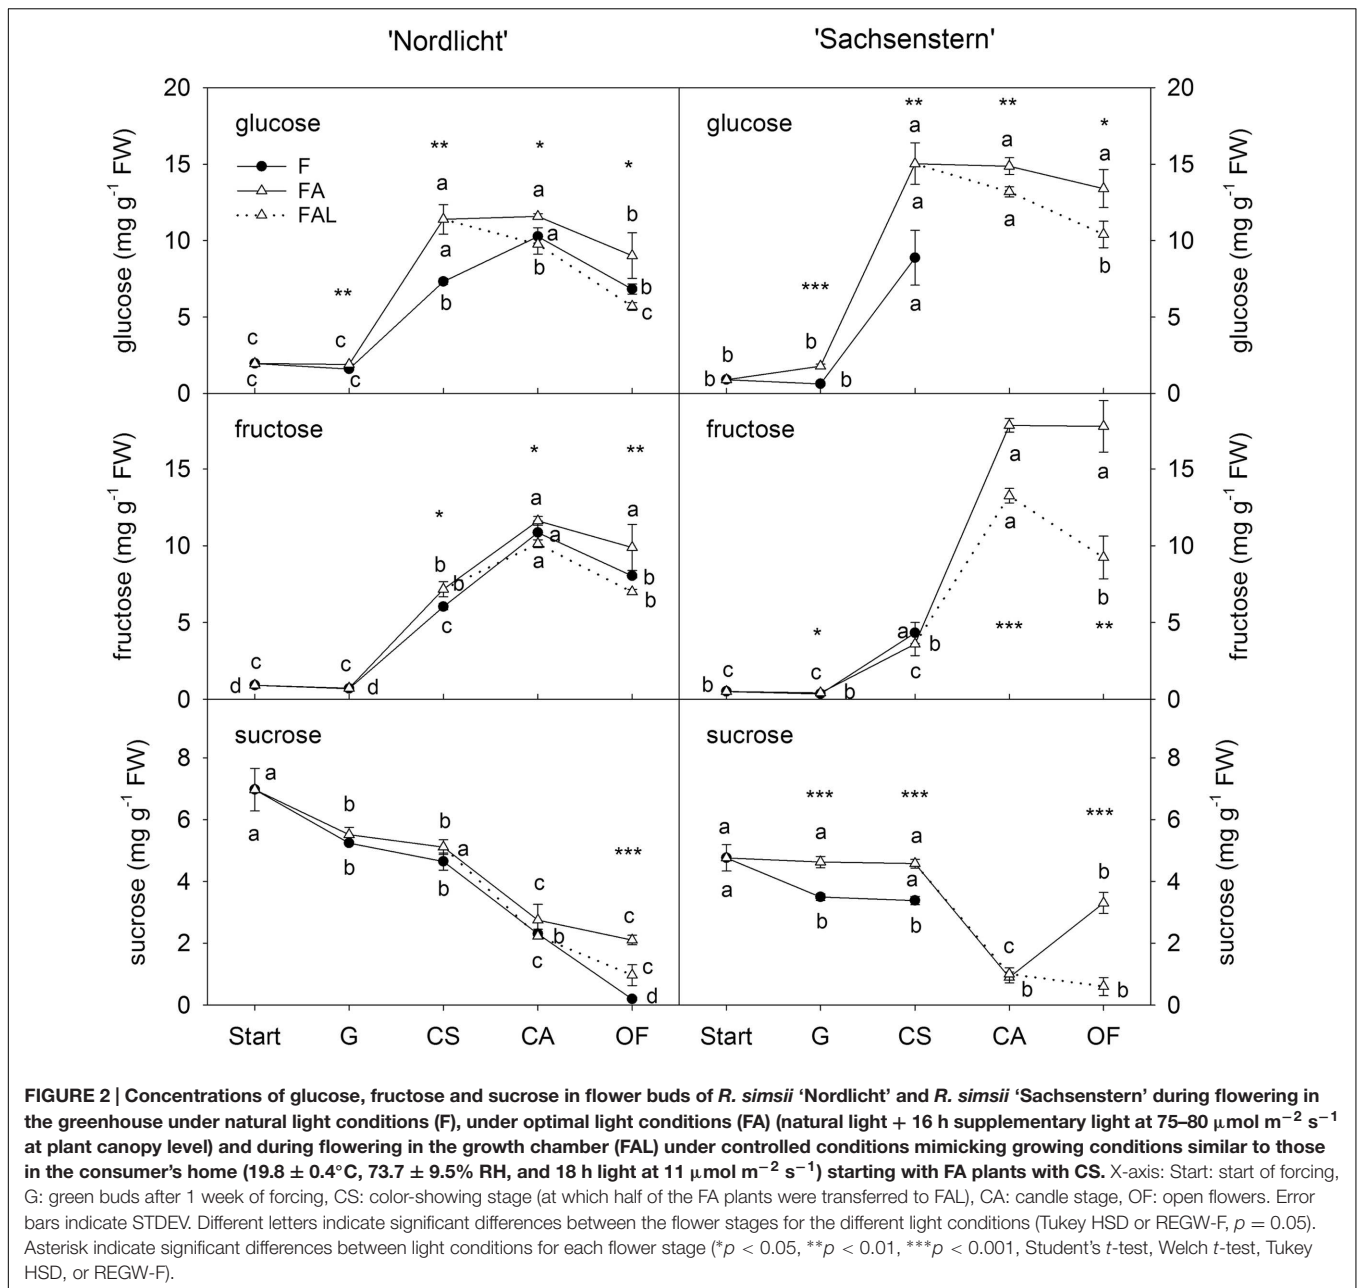 'Nordlicht' 'Sachsenstern'
20 20
glucose glucose ** ** *
F ** * * a a a
15 15
FA a a b
FAL a a a
10 a 10
a b b b
glucose (mg g-1 FW) ** b b c *** a glucose (mg g-1 FW)
5 5
c c b b
c c b b
0 0
fructose fructose
* ** a a
15 15
a a a
* a
10 b b a b b 10
fructose (mg g-1 FW) c b * *** ** fructose (mg g-1 FW)
5 a b 5
c c c c c
d d b b
0 0
sucrose sucrose
8 8
a *** *** ***
6 b b a a a 6
a a *** a b
4 b b c a b b 4
sucrose (mg g-1 FW) c sucrose (mg g-1 FW)
2 b c 2
c c d b b
0 0
Start G CS CA OF Start G CS CA OF
FIGURE 2 | Concentrations of glucose, fructose and sucrose in flower buds of R. simsii ‘Nordlicht’ and R. simsii ‘Sachsenstern’ during flowering in
the greenhouse under natural light conditions (F), under optimal light conditions (FA) (natural light + 16 h supplementary light at 75–80 μmol m−2 s−1
at plant canopy level) and during flowering in the growth chamber (FAL) under controlled conditions mimicking growing conditions similar to those
in the consumer’s home (19.8 ± 0.4°C, 73.7 ± 9.5% RH, and 18 h light at 11 μmol m−2 s−1) starting with FA plants with CS. X-axis: Start: start of forcing,
G: green buds after 1 week of forcing, CS: color-showing stage (at which half of the FA plants were transferred to FAL), CA: candle stage, OF: open flowers. Error
bars indicate STDEV. Different letters indicate significant differences between the flower stages for the different light conditions (Tukey HSD or REGW-F, p = 0.05).
Asterisk indicate significant differences between light conditions for each flower stage (*p < 0.05, **p < 0.01, ***p < 0.001, Student’s t-test, Welch t-test, Tukey
HSD, or REGW-F).